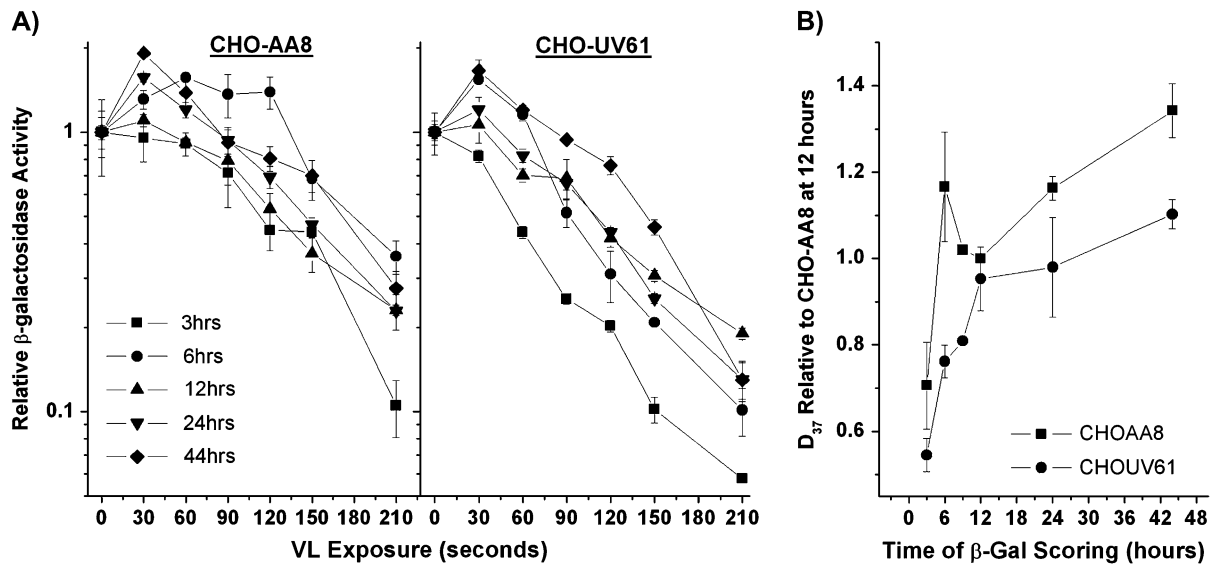 A)
CHO-AA8
CHO-UV61
Relative β-galactosidase Activity
1
0.1
3hrs
6hrs
12hrs
24hrs
44hrs
0 30 60 90 120 150 180 210 0 30 60 90 120 150 180 210
VL Exposure (seconds)
B)
D37 Relative to CHO-AA8 at 12 hours
1.4
1.2
1.0
0.8
0.6
CHOAA8
CHOUV61
0 6 12 18 24 30 36 42 48
Time of β-Gal Scoring (hours)